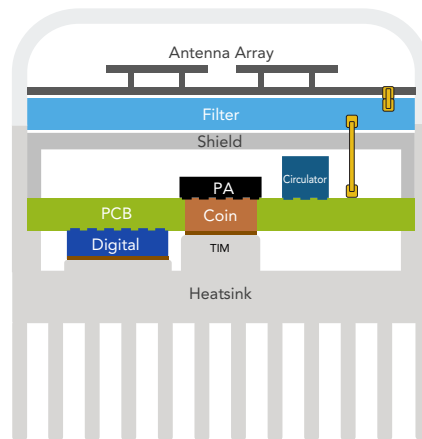 Antenna Array
Filter
Shield
Circulator
PA
PCB
Coin
Digital
TIM
Heatsink